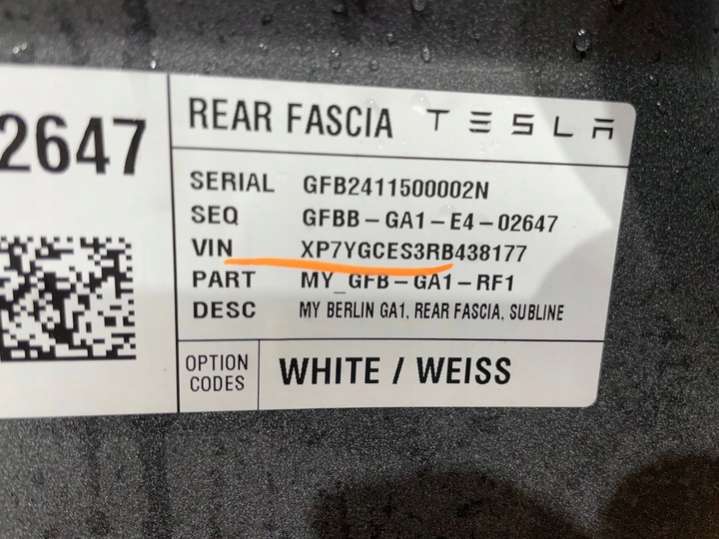 2647
REAR FASCIA TESLA
SERIAL GFB2411500002N
SEQ GFBB-GA1-E4-02647
VIN XP7YGCES3RB438177
PART MY_GFB-GA1-RF1
DESC MY BERLIN GA1, REAR FASCIA, SUBLINE
OPTION CODES WHITE / WEISS